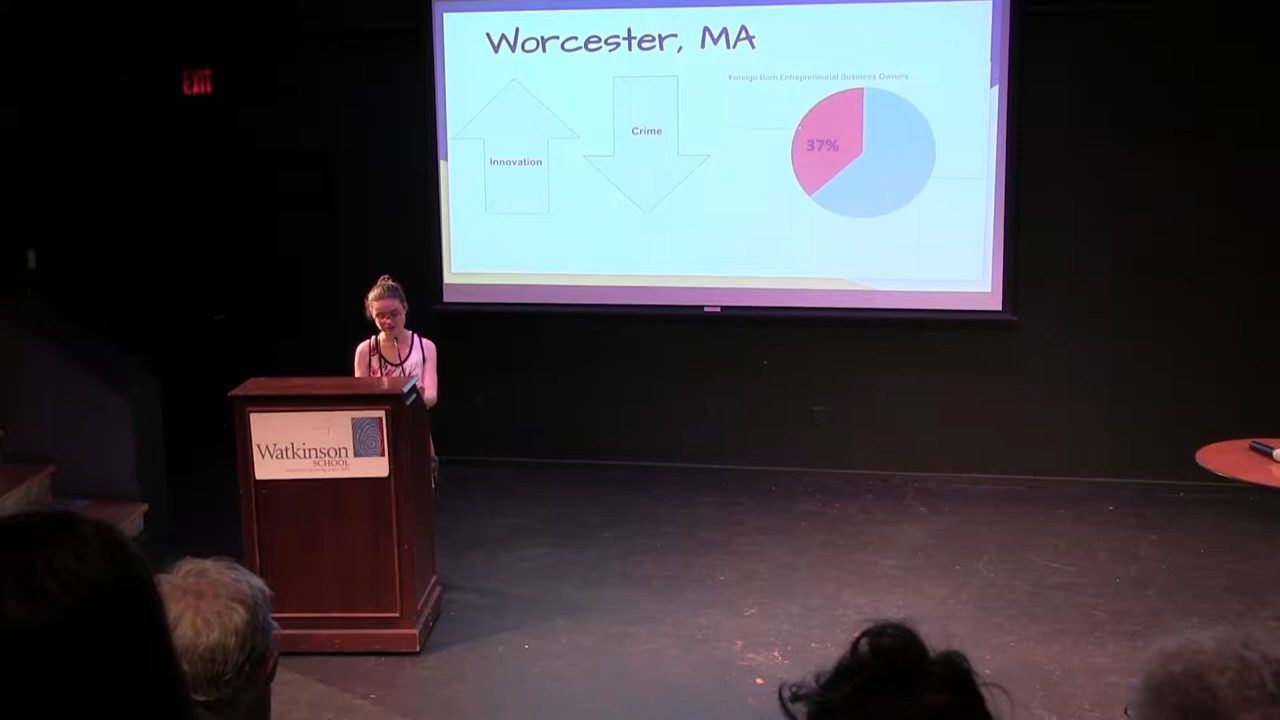 Worcester, MA
Foreign-Born Entrepreneurial Business Owners
Crime
37%
Innovation
EXIT
Watkinson
SCHOOL